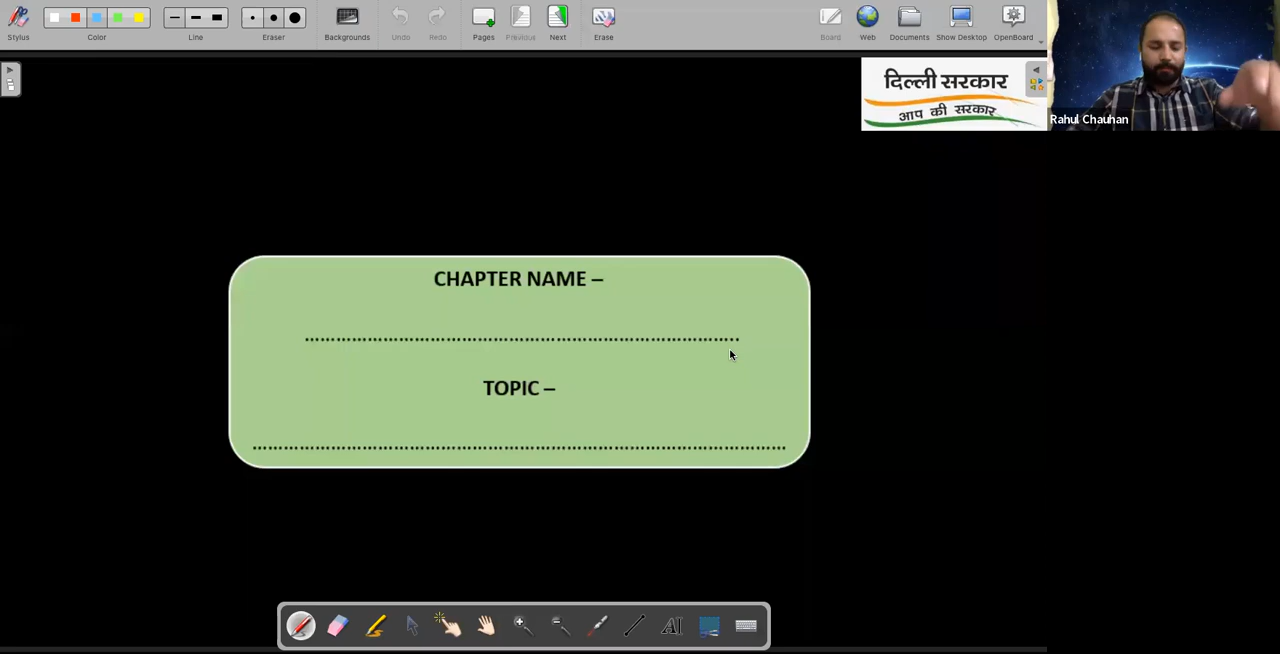 Stylus
Color
Line
Eraser
Backgrounds
Undo
Redo
Pages
Previous
Next
Erase
Board
Web
Documents
Show Desktop
OpenBoard
दिल्ली सरकार
आप की सरकार
Rahul Chauhan
CHAPTER NAME –
TOPIC –
AI